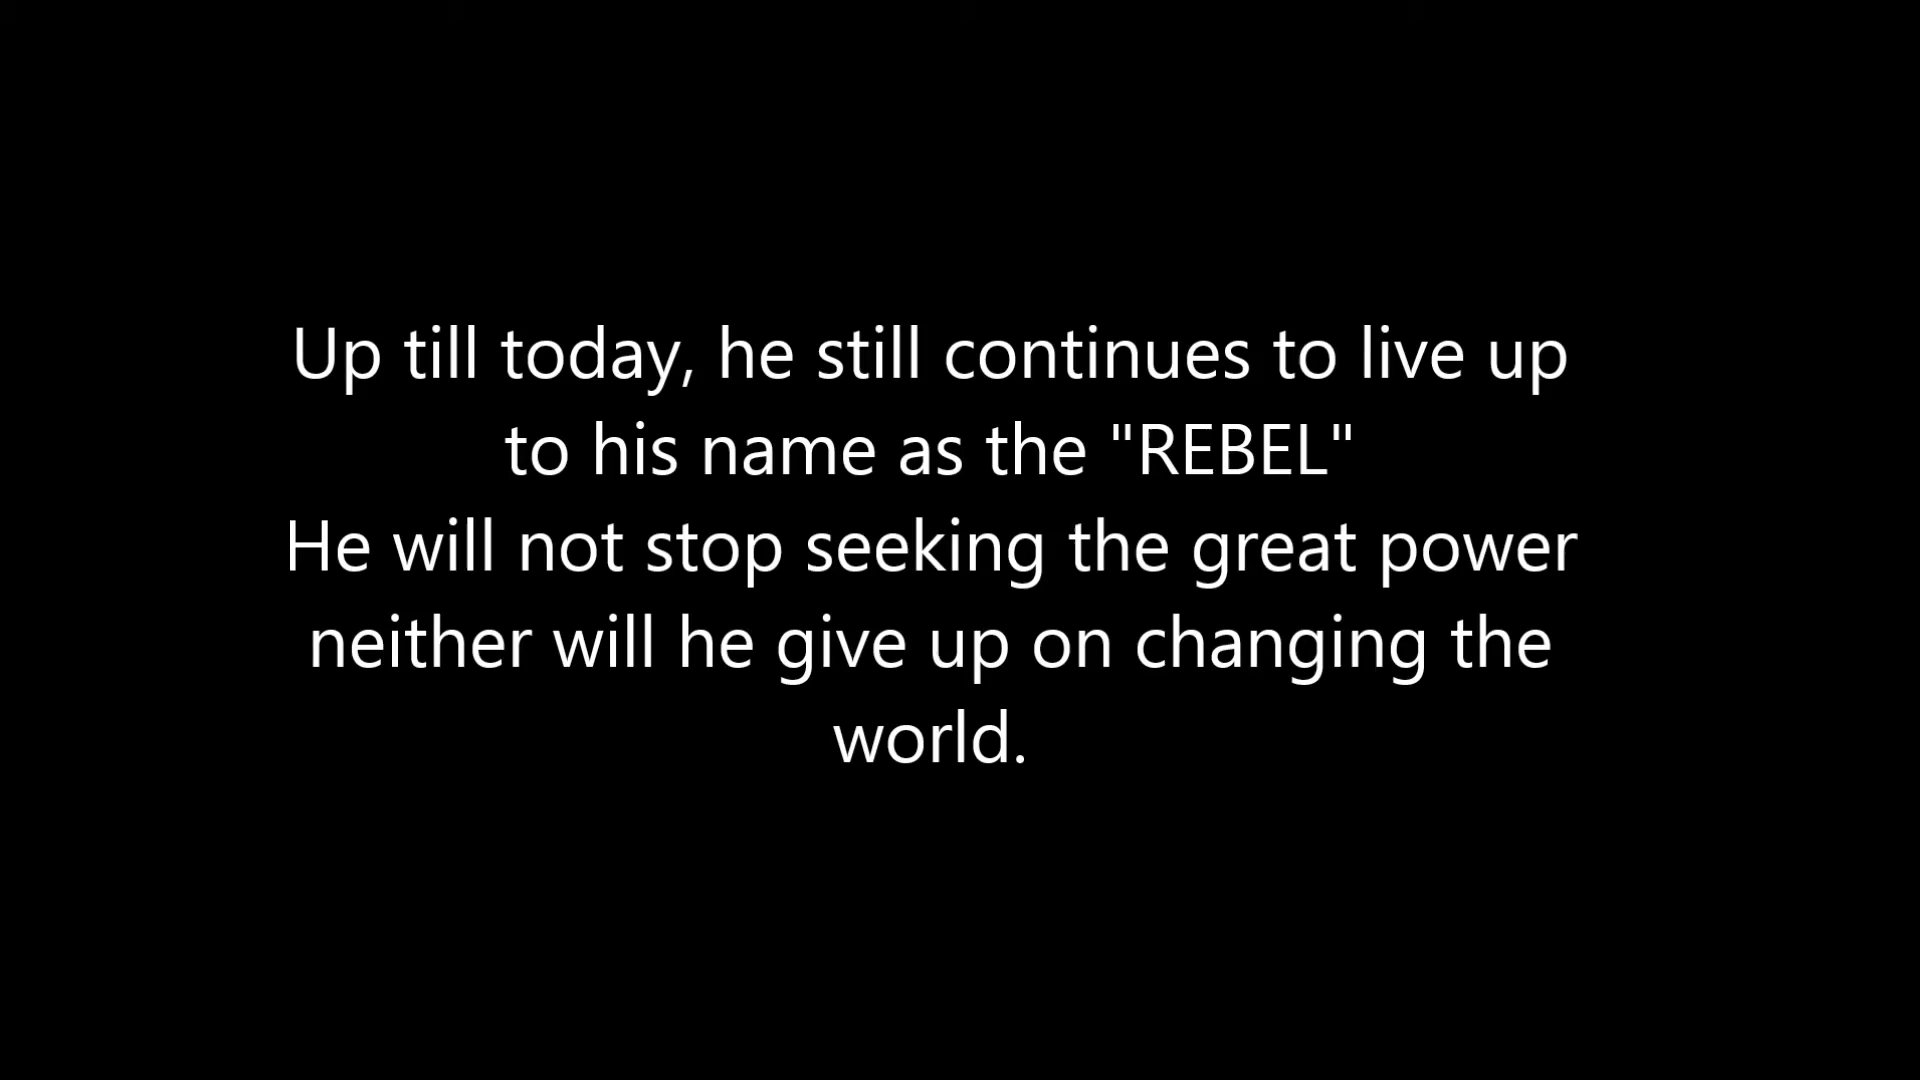 Up till today, he still continues to live up
to his name as the "REBEL"
He will not stop seeking the great power
neither will he give up on changing the
world.